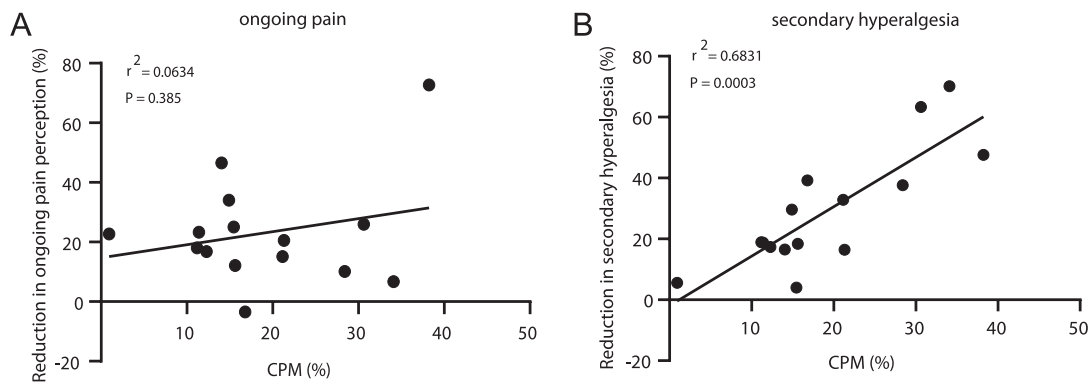 A
ongoing pain
Reduction in ongoing pain perception (%)
r² = 0.0634
P = 0.385
80
60
40
20
0
-20
10
20
30
40
50
CPM (%)
B
secondary hyperalgesia
Reduction in secondary hyperalgesia (%)
r² = 0.6831
P = 0.0003
80
60
40
20
0
-20
10
20
30
40
50
CPM (%)